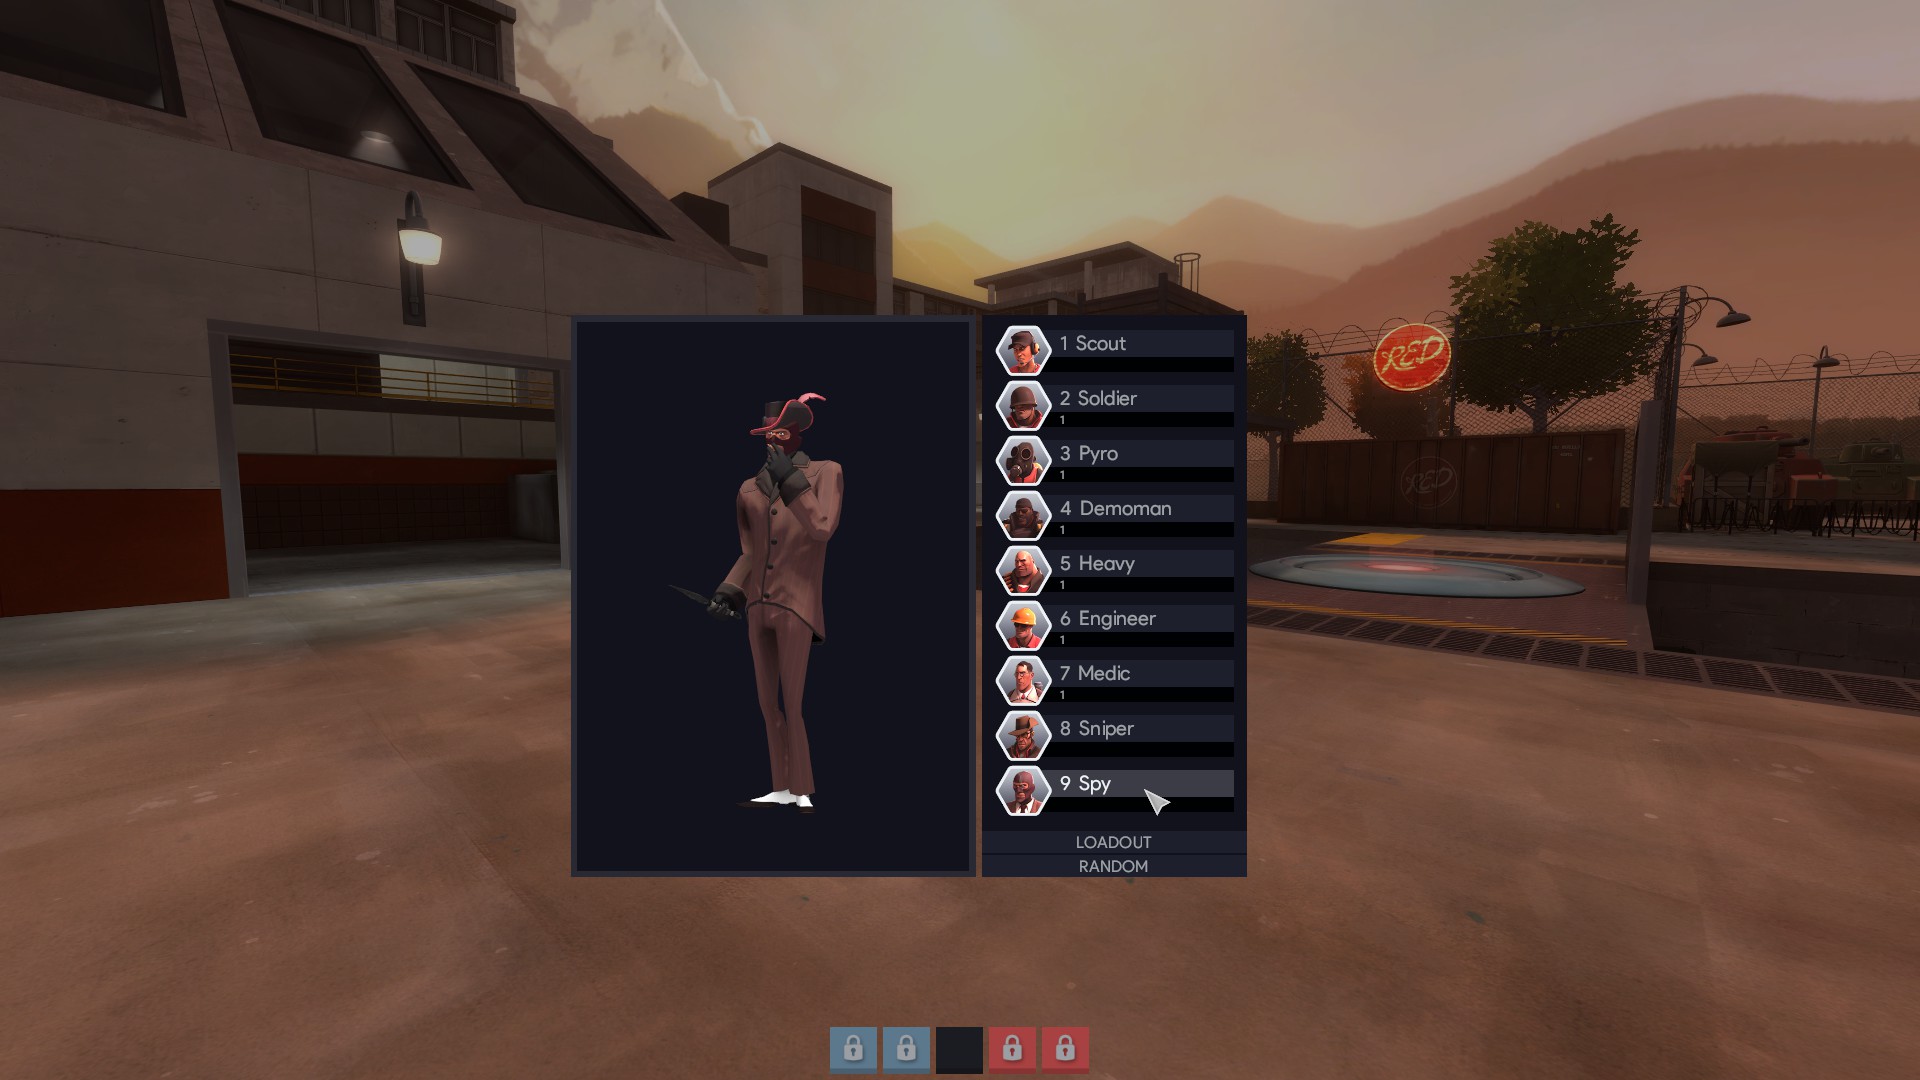 1 Scout
2 Soldier
1
3 Pyro
1
4 Demoman
1
5 Heavy
1
6 Engineer
1
7 Medic
1
8 Sniper
9 Spy
LOADOUT
RANDOM
RED
RED